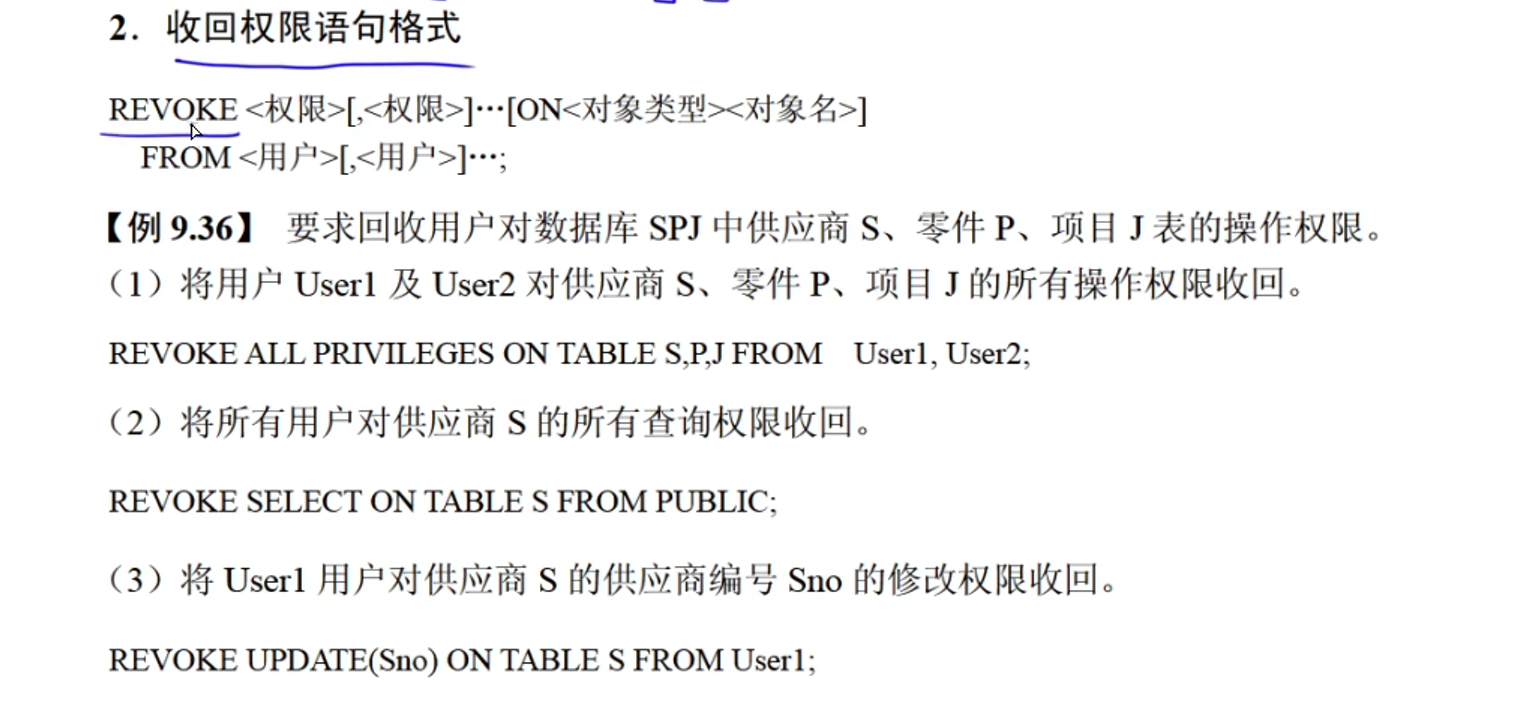 2. 收回权限语句格式
REVOKE <权限>[,<权限>]…[ON<对象类型><对象名>]
FROM <用户>[,<用户>]…;
【例 9.36】 要求回收用户对数据库 SPJ 中供应商 S、零件 P、项目 J 表的操作权限。
（1）将用户 User1 及 User2 对供应商 S、零件 P、项目 J 的所有操作权限收回。
REVOKE ALL PRIVILEGES ON TABLE S,P,J FROM User1, User2;
（2）将所有用户对供应商 S 的所有查询权限收回。
REVOKE SELECT ON TABLE S FROM PUBLIC;
（3）将 User1 用户对供应商 S 的供应商编号 Sno 的修改权限收回。
REVOKE UPDATE(Sno) ON TABLE S FROM User1;